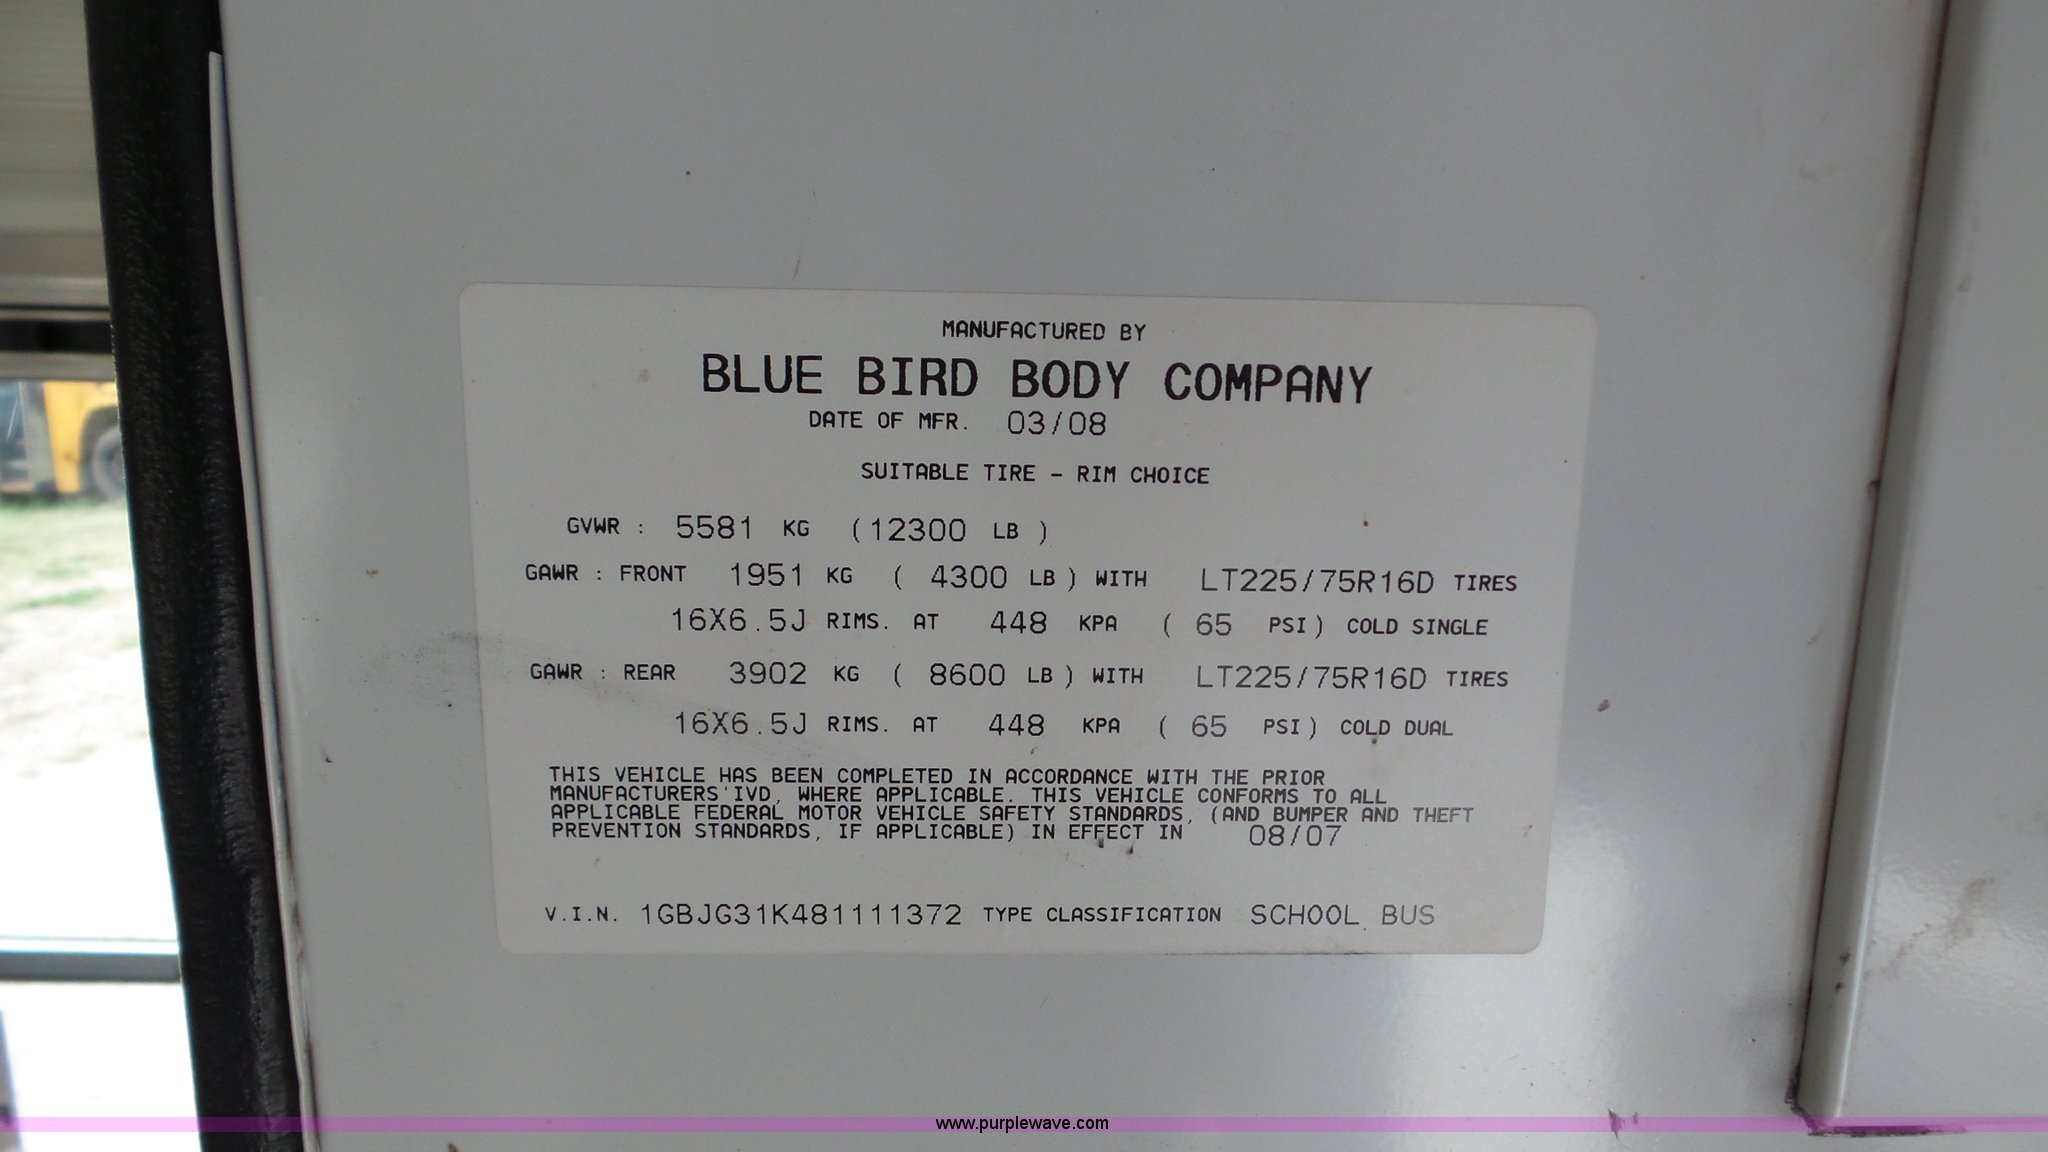 MANUFACTURED BY
BLUE BIRD BODY COMPANY
DATE OF MFR. 03/08
SUITABLE TIRE - RIM CHOICE
GVWR : 5581 KG (12300 LB )
GAWR : FRONT 1951 KG ( 4300 LB ) WITH LT225/75R16D TIRES
16X6.5J RIMS. AT 448 KPA ( 65 PSI ) COLD SINGLE
GAWR : REAR 3902 KG ( 8600 LB ) WITH LT225/75R16D TIRES
16X6.5J RIMS. AT 448 KPA ( 65 PSI ) COLD DUAL
THIS VEHICLE HAS BEEN COMPLETED IN ACCORDANCE WITH THE PRIOR
MANUFACTURERS'IVD, WHERE APPLICABLE. THIS VEHICLE CONFORMS TO ALL
APPLICABLE FEDERAL MOTOR VEHICLE SAFETY STANDARDS, (AND BUMPER AND THEFT
PREVENTION STANDARDS, IF APPLICABLE) IN EFFECT IN 08/07
V.I.N. 1GBJG31K481111372 TYPE CLASSIFICATION SCHOOL BUS
www.purplewave.com